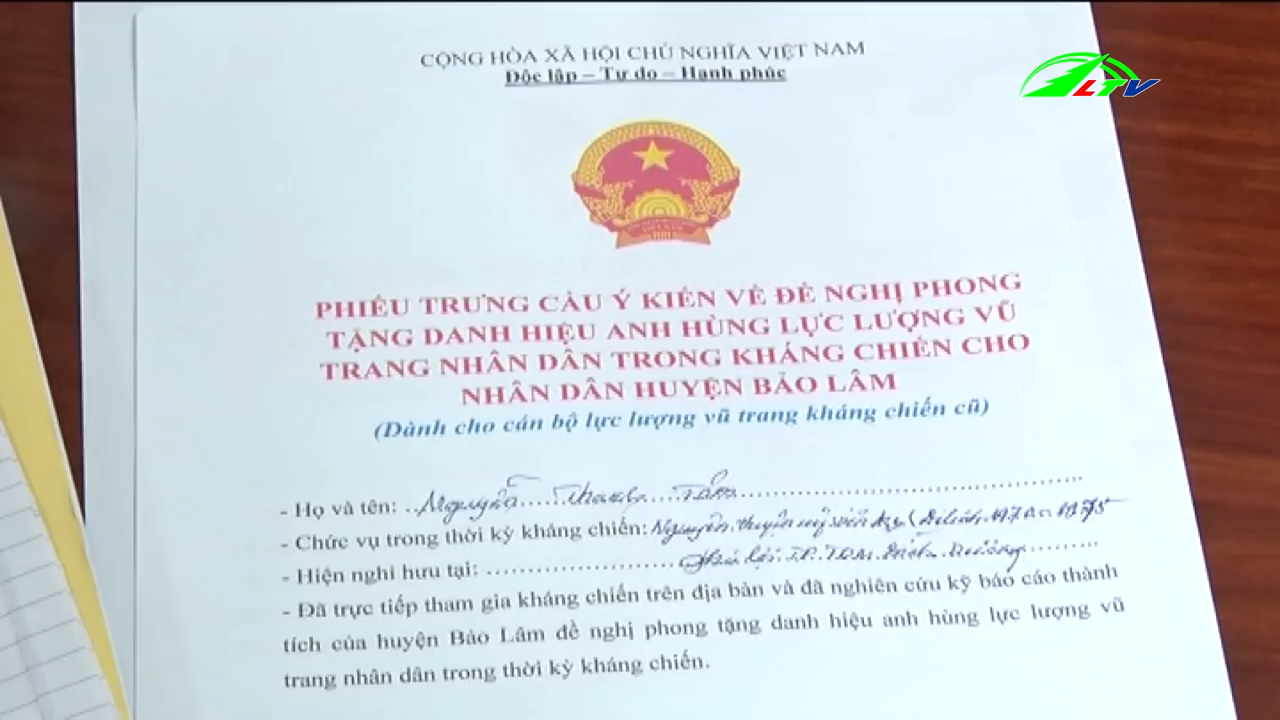 CỘNG HÒA XÃ HỘI CHỦ NGHĨA VIỆT NAM
Độc lập – Tự do – Hạnh phúc
LTV
PHIẾU TRƯNG CẦU Ý KIẾN VỀ ĐỀ NGHỊ PHONG
TẶNG DANH HIỆU ANH HÙNG LỰC LƯỢNG VŨ
TRANG NHÂN DÂN TRONG KHÁNG CHIẾN CHO
NHÂN DÂN HUYỆN BẢO LÂM
(Dành cho cán bộ lực lượng vũ trang kháng chiến cũ)
- Họ và tên: Nguyễn Thanh
- Chức vụ trong thời kỳ kháng chiến: Nguyên
- Hiện nghỉ hưu tại:
- Đã trực tiếp tham gia kháng chiến trên địa bàn và đã nghiên cứu kỹ báo cáo thành
tích của huyện Bảo Lâm đề nghị phong tặng danh hiệu anh hùng lực lượng vũ
trang nhân dân trong thời kỳ kháng chiến.